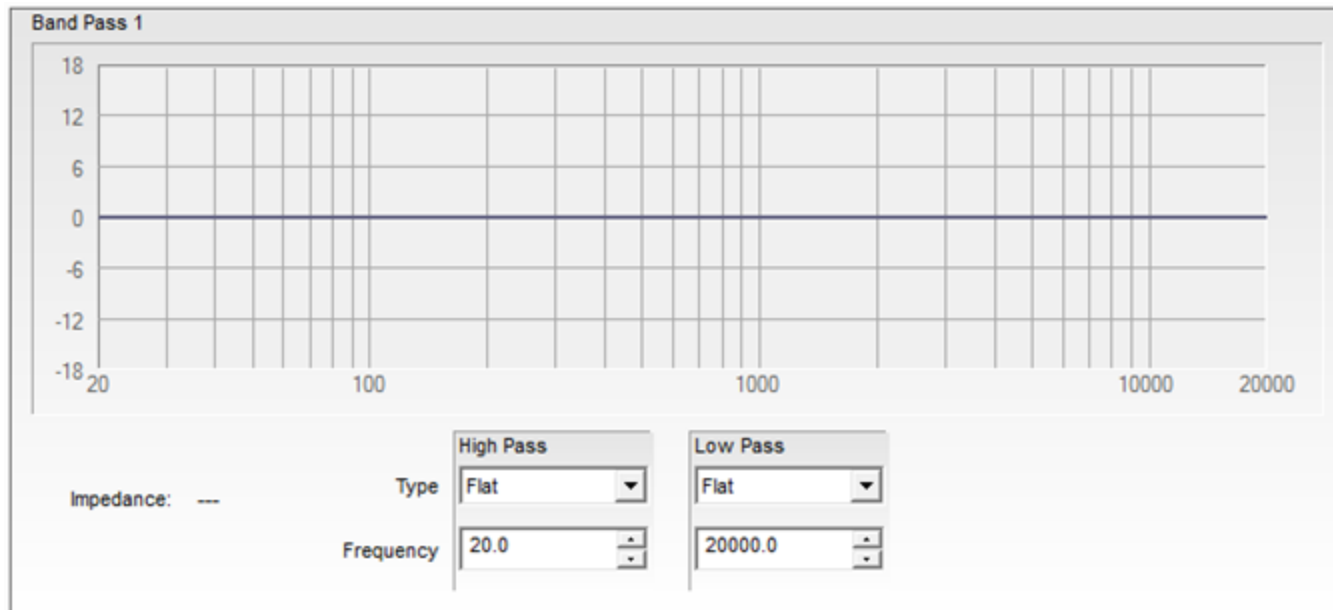 Band Pass 1
18
12
6
0
-6
-12
-18
20 100 1000 10000 20000
High Pass Low Pass
Type Flat Flat
Impedance: ---
Frequency 20.0 20000.0